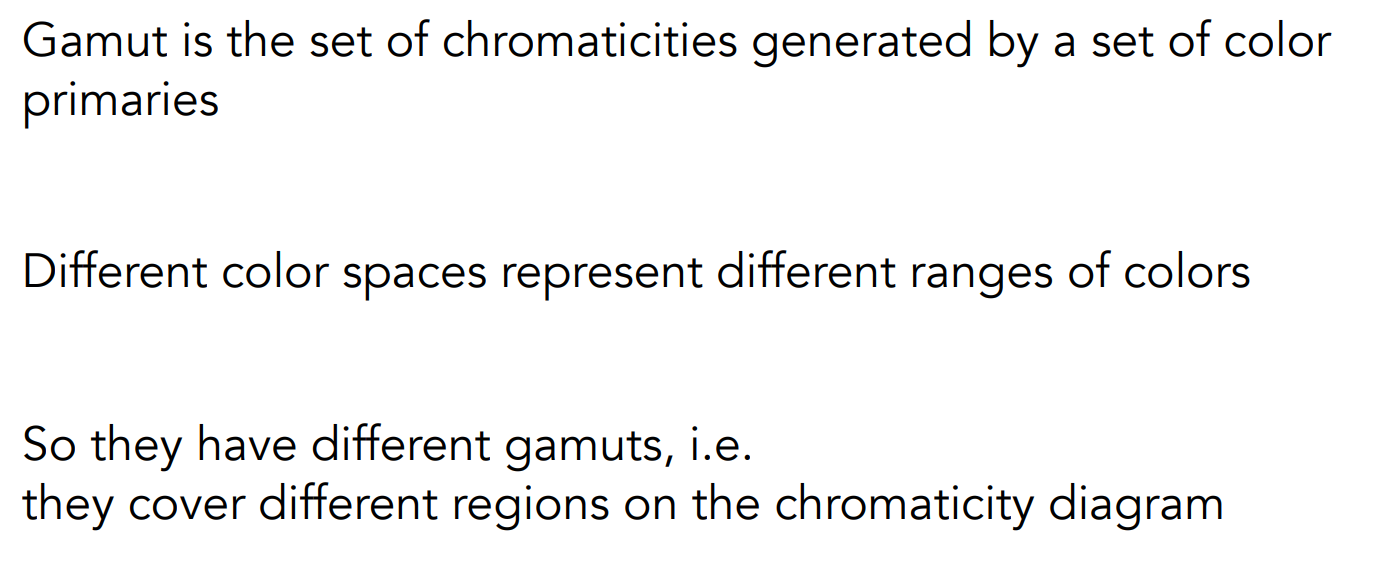 Gamut is the set of chromaticities generated by a set of color
primaries
Different color spaces represent different ranges of colors
So they have different gamuts, i.e.
they cover different regions on the chromaticity diagram